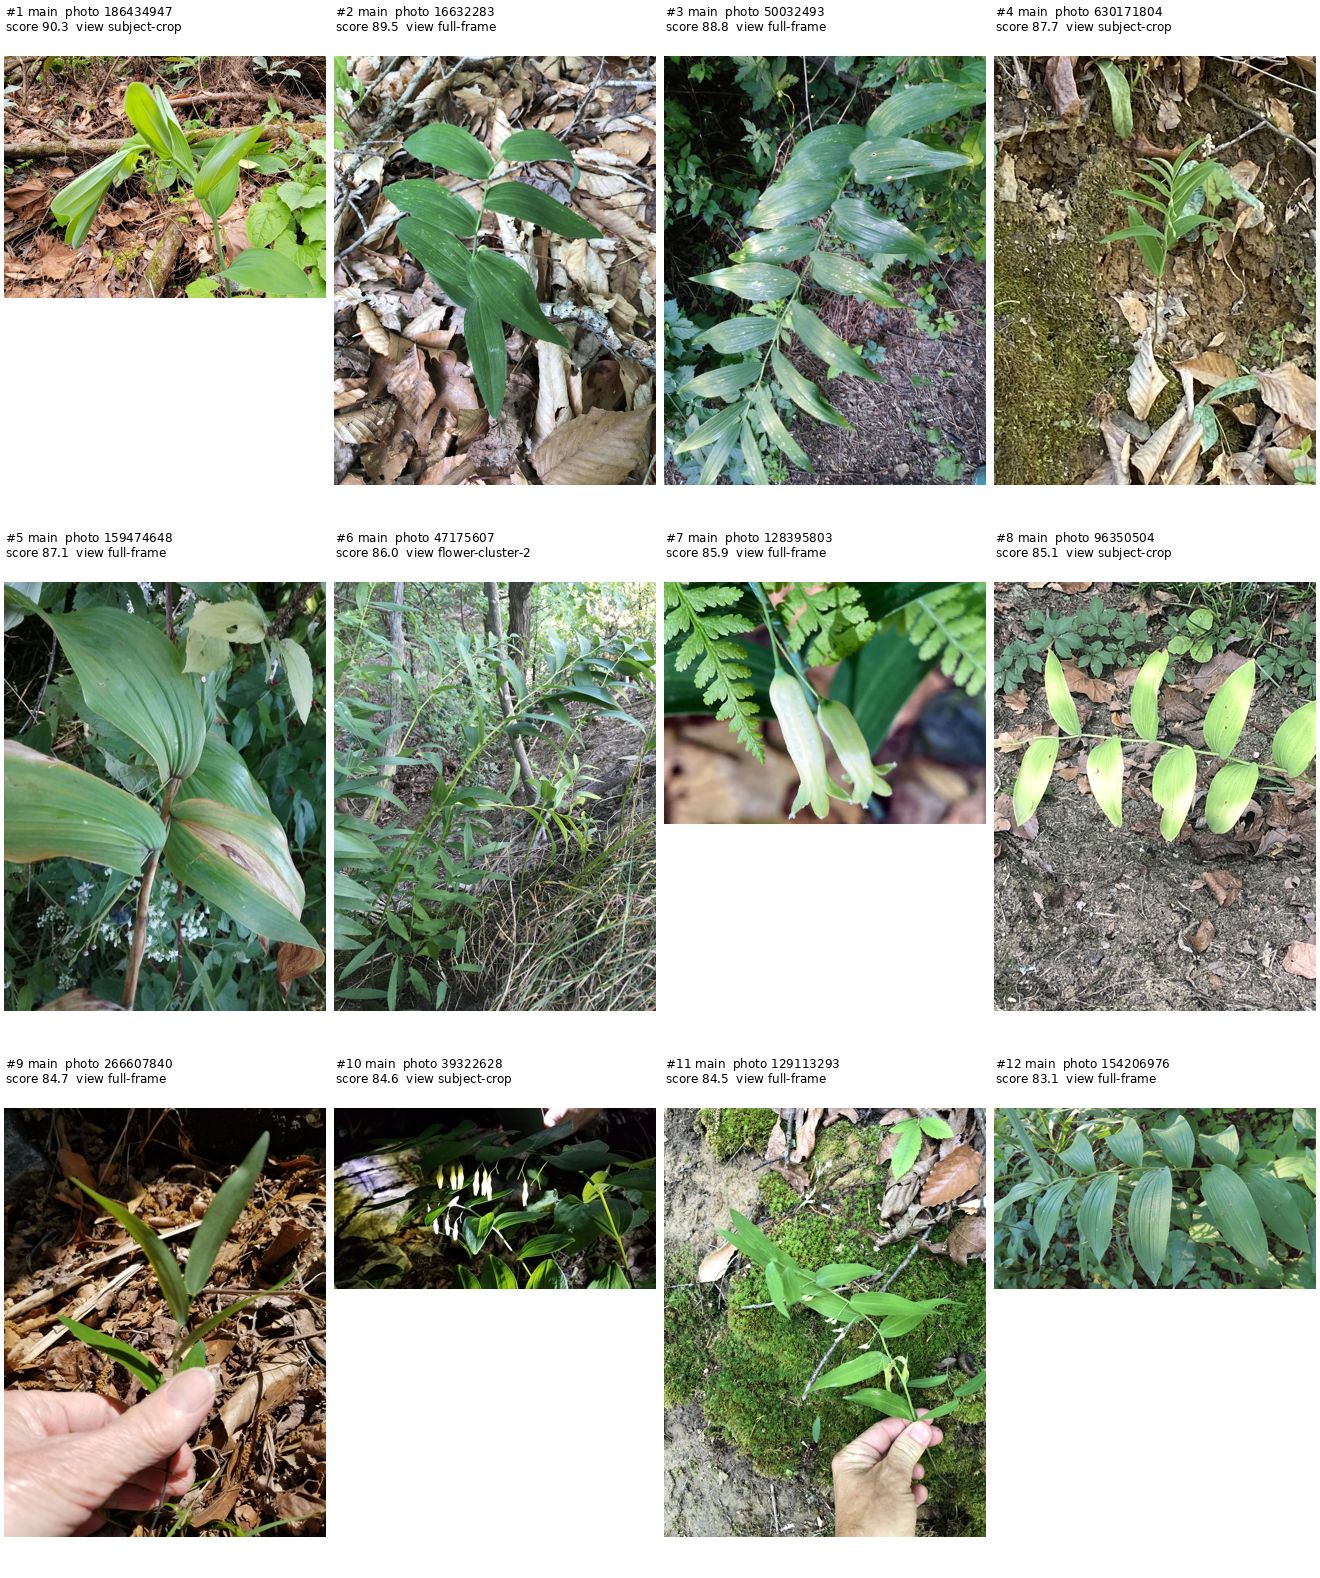 #1 main  photo 186434947
score 90.3  view subject-crop
#2 main  photo 16632283
score 89.5  view full-frame
#3 main  photo 50032493
score 88.8  view full-frame
#4 main  photo 630171804
score 87.7  view subject-crop
#5 main  photo 159474648
score 87.1  view full-frame
#6 main  photo 47175607
score 86.0  view flower-cluster-2
#7 main  photo 128395803
score 85.9  view full-frame
#8 main  photo 96350504
score 85.1  view subject-crop
#9 main  photo 266607840
score 84.7  view full-frame
#10 main  photo 39322628
score 84.6  view subject-crop
#11 main  photo 129113293
score 84.5  view full-frame
#12 main  photo 154206976
score 83.1  view full-frame